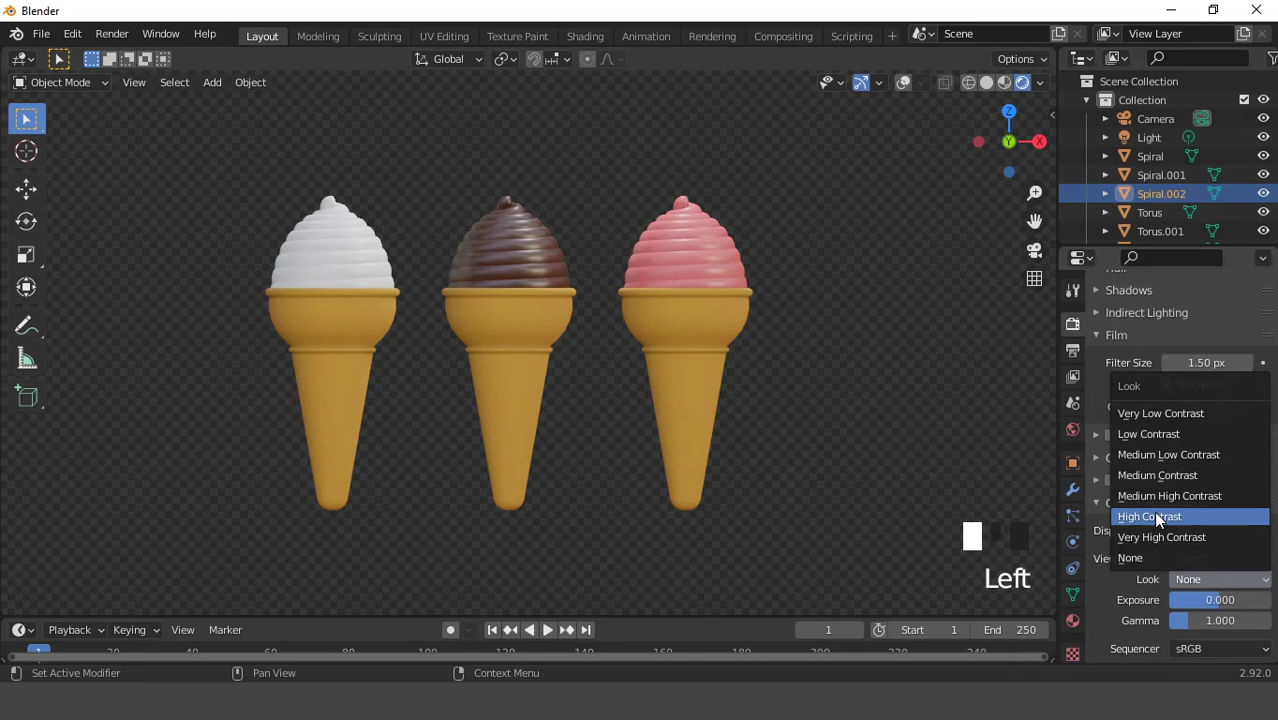 Blender
File Edit Render Window Help Layout Modeling Sculpting UV Editing Texture Paint Shading Animation Rendering Compositing Scripting + Scene View Layer
Global Options
Object Mode View Select Add Object
Z
Y
X
Scene Collection
Collection
Camera
Light
Spiral
Spiral.001
Spiral.002
Torus
Torus.001
Shadows
Indirect Lighting
Film
Filter Size 1.50 px
Look
Very Low Contrast
Low Contrast
Medium Low Contrast
Medium Contrast
Medium High Contrast
High Contrast
Very High Contrast
None
Look None
Exposure 0.000
Gamma 1.000
Sequencer sRGB
Left
Playback Keying View Marker 1 Start 1 End 250
1
Set Active Modifier Pan View Context Menu 2.92.0